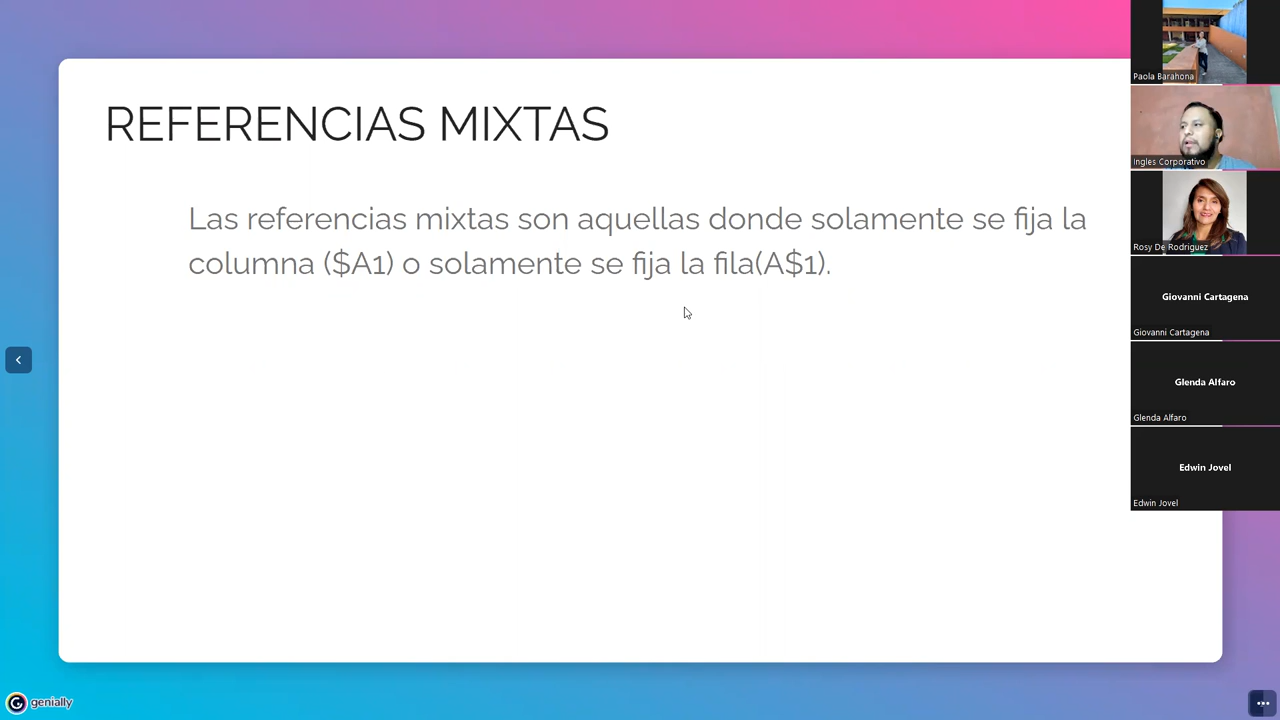 REFERENCIAS MIXTAS
Las referencias mixtas son aquellas donde solamente se fija la
columna ($A1) o solamente se fija la fila(A$1).
Paola Barahona
Ingles Corporativo
Rosy De Rodriguez
Giovanni Cartagena
Giovanni Cartagena
Glenda Alfaro
Glenda Alfaro
Edwin Jovel
Edwin Jovel
genially